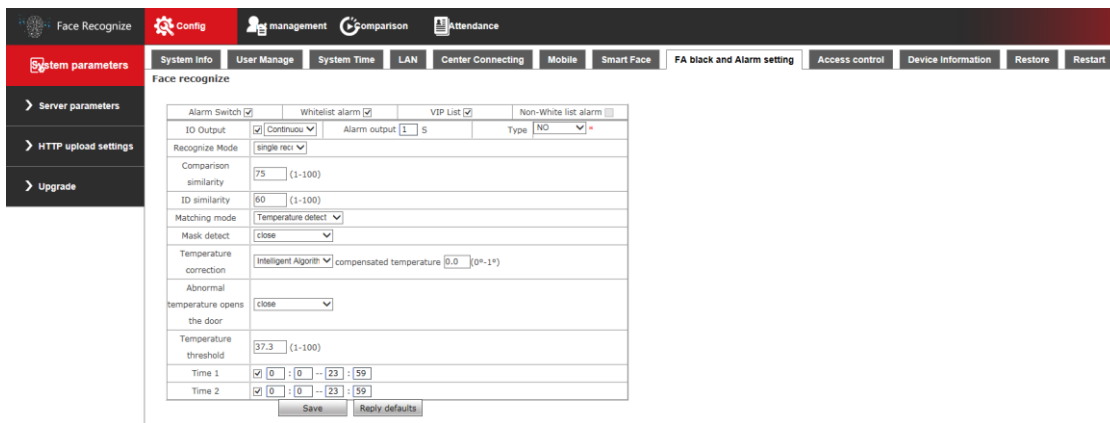 Face Recognize Config management Comparison Attendance
System parameters
Server parameters
HTTP upload settings
Upgrade
System Info User Manage System Time LAN Center Connecting Mobile Smart Face FA black and Alarm setting Access control Device Information Restore Restart
Face recognize
Alarm Switch Whitelist alarm VIP List Non-White list alarm
IO Output Continuou Alarm output 1 S Type NO *
Recognize Mode single reci
Comparison
similarity
75 (1-100)
ID similarity 60 (1-100)
Matching mode Temperature detect
Mask detect close
Temperature
correction
Intelligent Algorith compensated temperature 0.0 (0°-1°)
Abnormal
temperature opens
the door
close
Temperature
threshold
37.3 (1-100)
Time 1 0 : 0 -- 23 : 59
Time 2 0 : 0 -- 23 : 59
Save Reply defaults